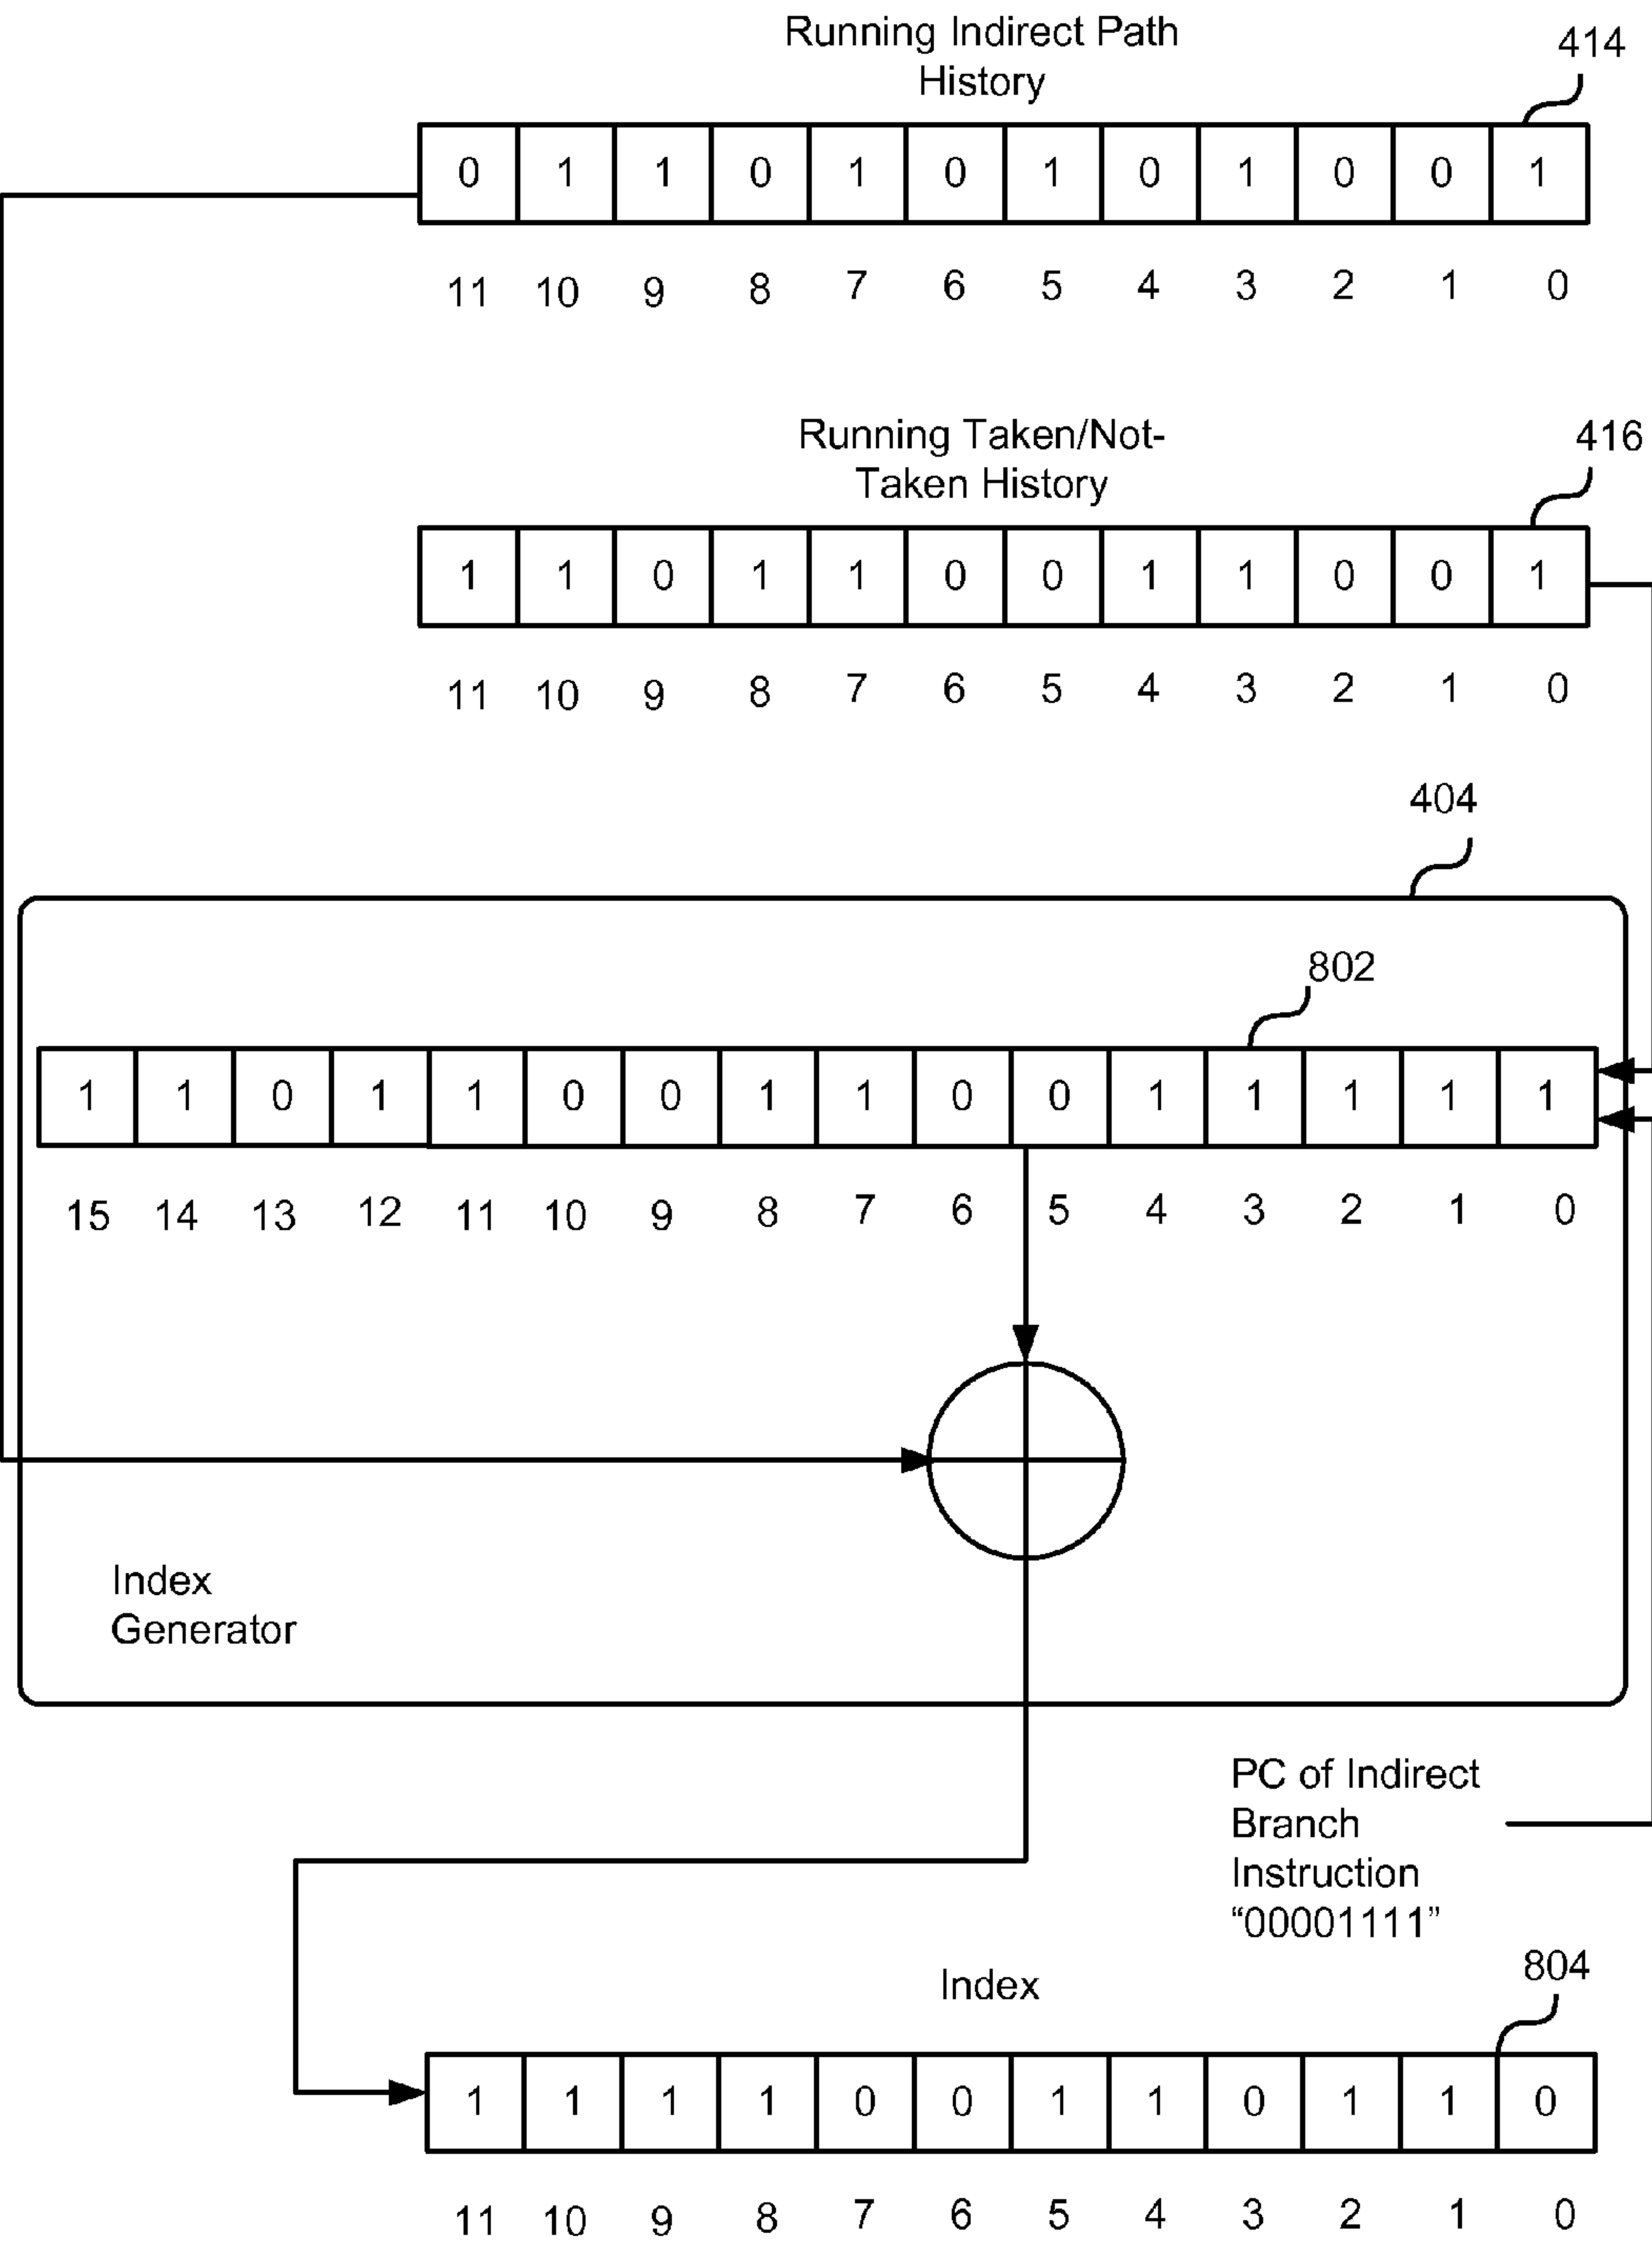 Running Indirect Path
History
414
0 1 1 0 1 0 1 0 1 0 0 1
11 10 9 8 7 6 5 4 3 2 1 0
Running Taken/Not-
Taken History
416
1 1 0 1 1 0 0 1 1 0 0 1
11 10 9 8 7 6 5 4 3 2 1 0
404
802
1 1 0 1 1 0 0 1 1 0 0 1 1 1 1 1
15 14 13 12 11 10 9 8 7 6 5 4 3 2 1 0
Index
Generator
PC of Indirect
Branch
Instruction
“00001111”
Index
804
1 1 1 1 0 0 1 1 0 1 1 0
11 10 9 8 7 6 5 4 3 2 1 0